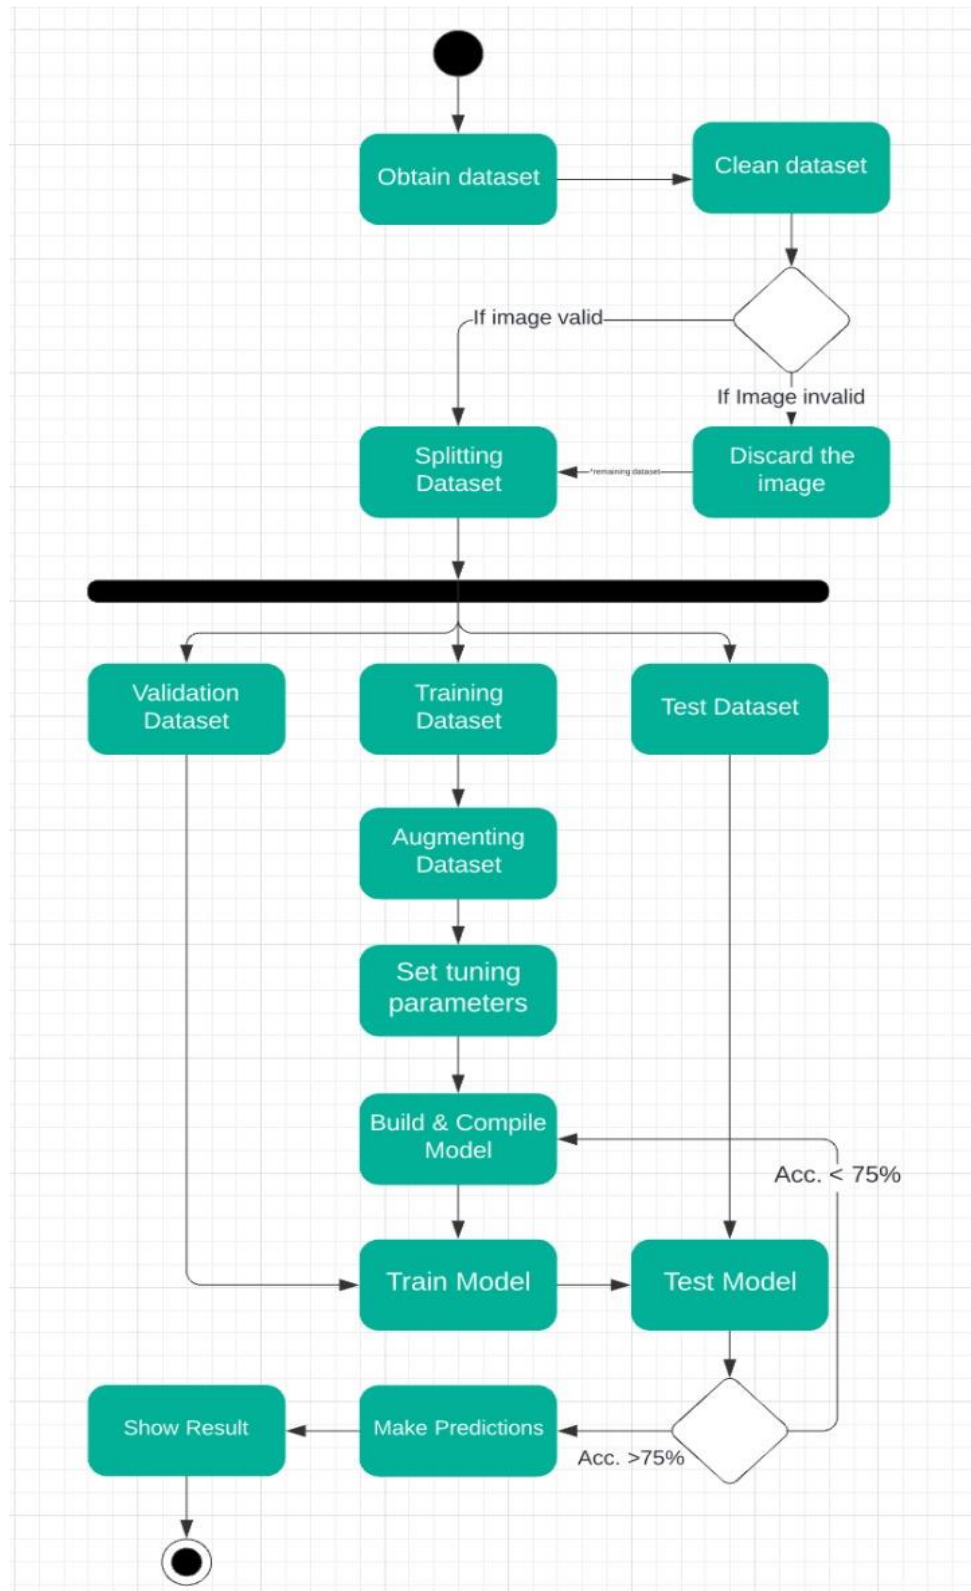 Obtain dataset
Clean dataset
If image valid
If Image invalid
Splitting
Dataset
*remaining dataset
Discard the
image
Validation
Dataset
Training
Dataset
Test Dataset
Augmenting
Dataset
Set tuning
parameters
Build & Compile
Model
Acc. < 75%
Train Model
Test Model
Show Result
Make Predictions
Acc. >75%